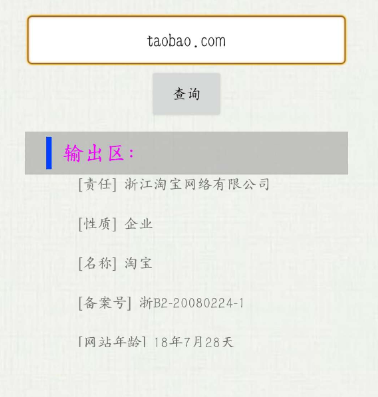 taobao.com
查询
输出区:
[责任] 浙江淘宝网络有限公司
[性质] 企业
[名称] 淘宝
[备案号] 浙B2-20080224-1
[网站年龄] 18年7月28天